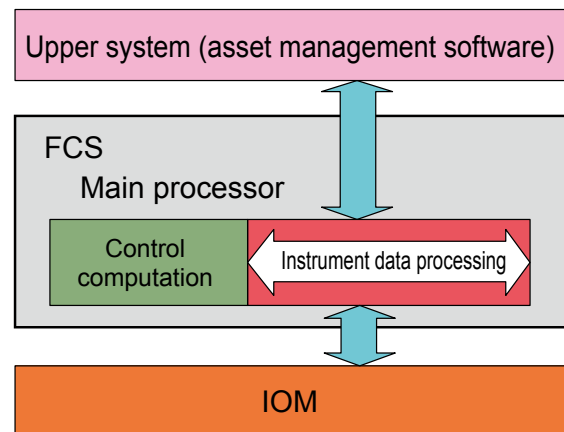 Upper system (asset management software)
FCS
Main processor
Control
computation
Instrument data processing
IOM